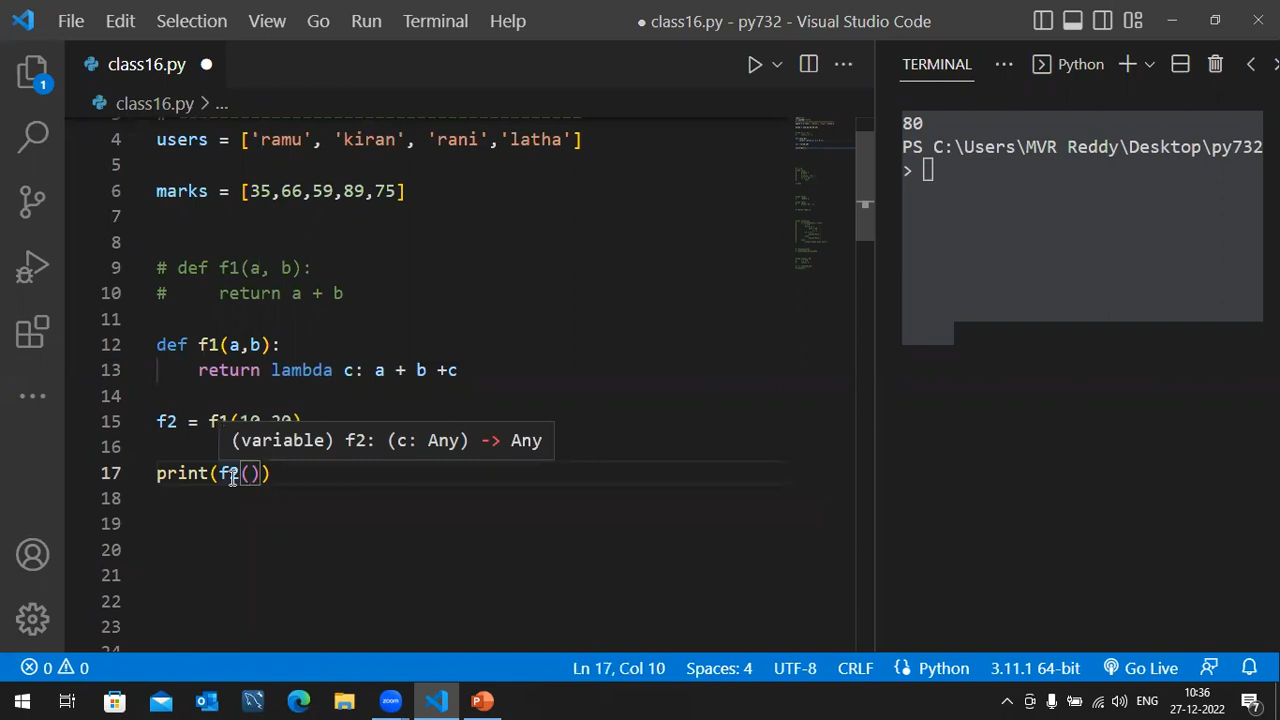 File Edit Selection View Go Run Terminal Help
● class16.py - py732 - Visual Studio Code
class16.py ●
class16.py > ...
4 users = ['ramu', 'kiran', 'rani','latha']
5
6 marks = [35,66,59,89,75]
7
8
9 # def f1(a, b):
10 #     return a + b
11
12 def f1(a,b):
13     return lambda c: a + b +c
14
15 f2 = f1(10,20)
(variable) f2: (c: Any) -> Any
16
17 print(f2())
18
19
20
21
22
23
TERMINAL ... Python
80
PS C:\Users\MVR Reddy\Desktop\py732
>
1
0 0 Ln 17, Col 10 Spaces: 4 UTF-8 CRLF Python 3.11.1 64-bit Go Live
zoom
ENG
10:36
27-12-2022
7